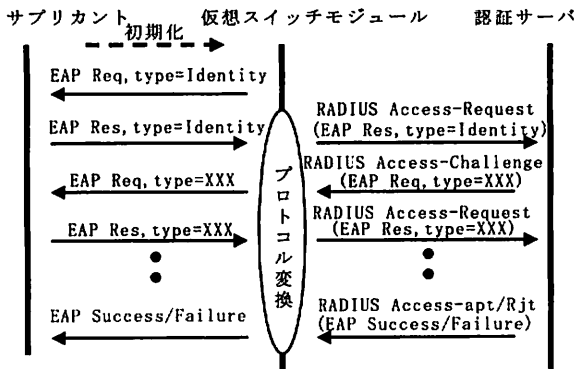 サプリカント
仮想スイッチモジュール
認証サーバ
初期化
EAP Req,type=Identity
RADIUS Access-Request
EAP Res,type=Identity
(EAP Res,type=Identity)
RADIUS Access-Challenge
EAP Req,type=XXX
(EAP Req,type=XXX)
RADIUS Access-Request
EAP Res,type=XXX
(EAP Res,type=XXX)
プロトコル変換
RADIUS Access-apt/Rjt
EAP Success/Failure
(EAP Success/Failure)